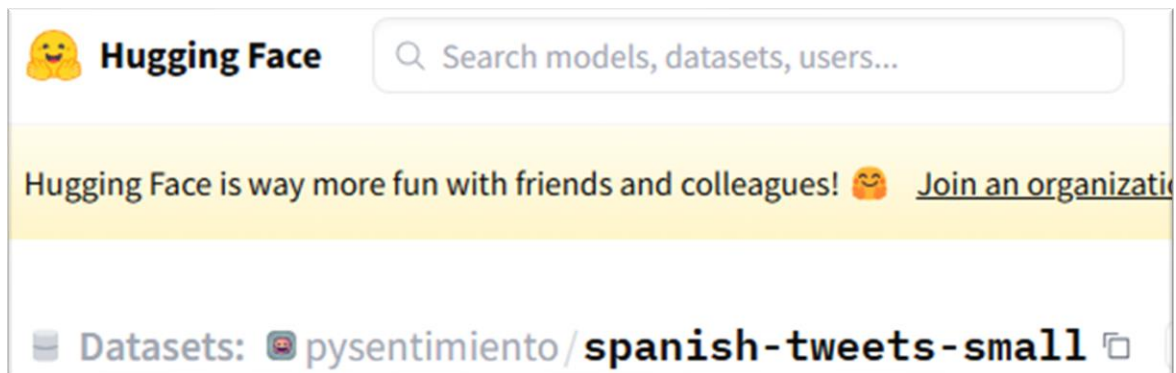 Hugging Face Search models, datasets, users...
Hugging Face is way more fun with friends and colleagues! 🤗 Join an organizati
Datasets: pysentimiento/spanish-tweets-small